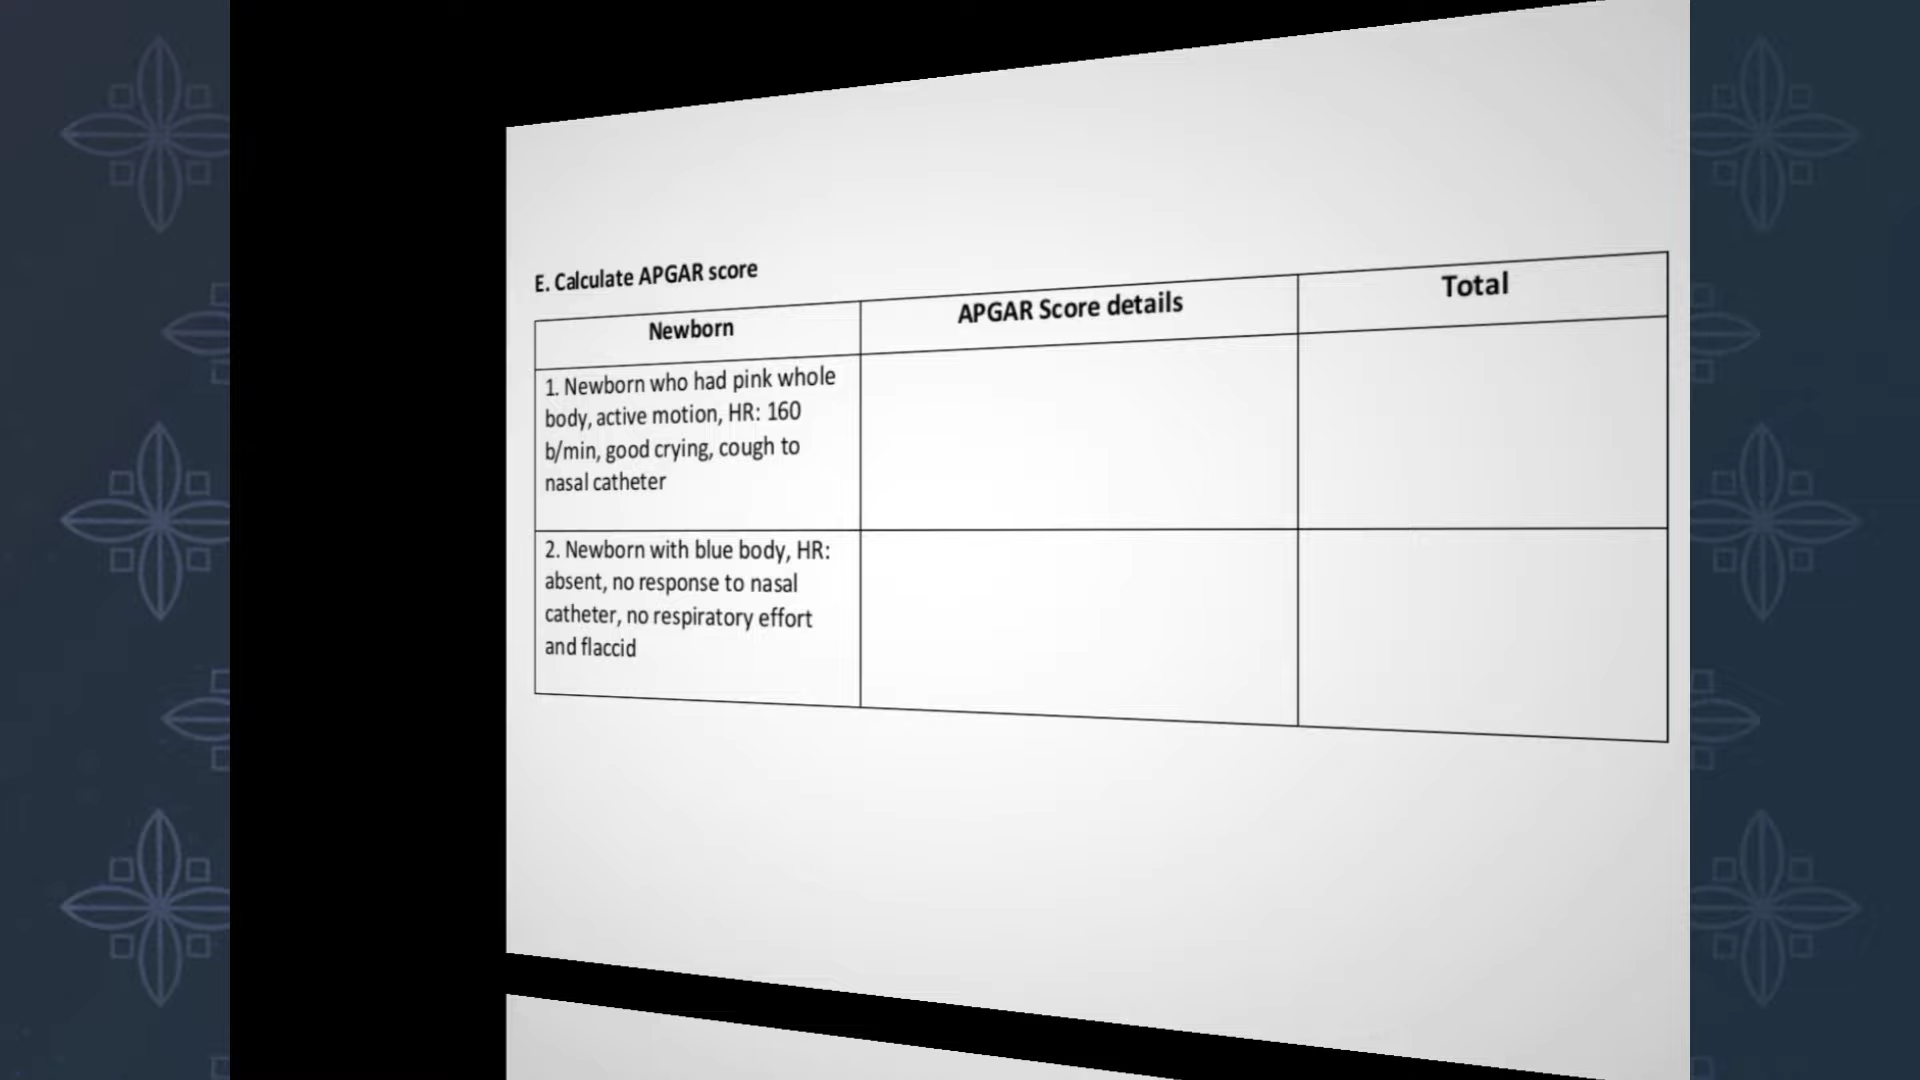 E. Calculate APGAR score
Newborn
APGAR Score details
Total
1. Newborn who had pink whole
body, active motion, HR: 160
b/min, good crying, cough to
nasal catheter
2. Newborn with blue body, HR:
absent, no response to nasal
catheter, no respiratory effort
and flaccid